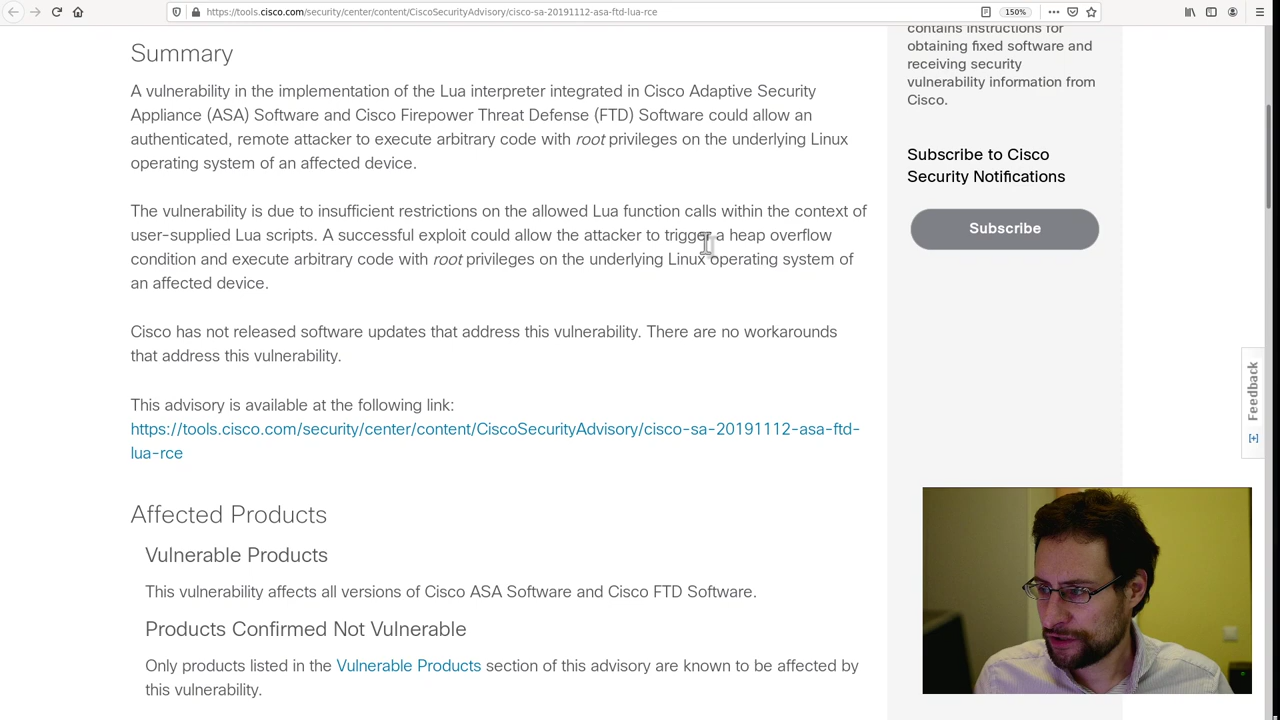 https://tools.cisco.com/security/center/content/CiscoSecurityAdvisory/cisco-sa-20191112-asa-ftd-lua-rce
150%
Summary
A vulnerability in the implementation of the Lua interpreter integrated in Cisco Adaptive Security
Appliance (ASA) Software and Cisco Firepower Threat Defense (FTD) Software could allow an
authenticated, remote attacker to execute arbitrary code with root privileges on the underlying Linux
operating system of an affected device.
The vulnerability is due to insufficient restrictions on the allowed Lua function calls within the context of
user-supplied Lua scripts. A successful exploit could allow the attacker to trigger a heap overflow
condition and execute arbitrary code with root privileges on the underlying Linux operating system of
an affected device.
Cisco has not released software updates that address this vulnerability. There are no workarounds
that address this vulnerability.
This advisory is available at the following link:
https://tools.cisco.com/security/center/content/CiscoSecurityAdvisory/cisco-sa-20191112-asa-ftd-
lua-rce
Affected Products
Vulnerable Products
This vulnerability affects all versions of Cisco ASA Software and Cisco FTD Software.
Products Confirmed Not Vulnerable
Only products listed in the Vulnerable Products section of this advisory are known to be affected by
this vulnerability.
contains instructions for
obtaining fixed software and
receiving security
vulnerability information from
Cisco.
Subscribe to Cisco
Security Notifications
Subscribe
Feedback
[+]